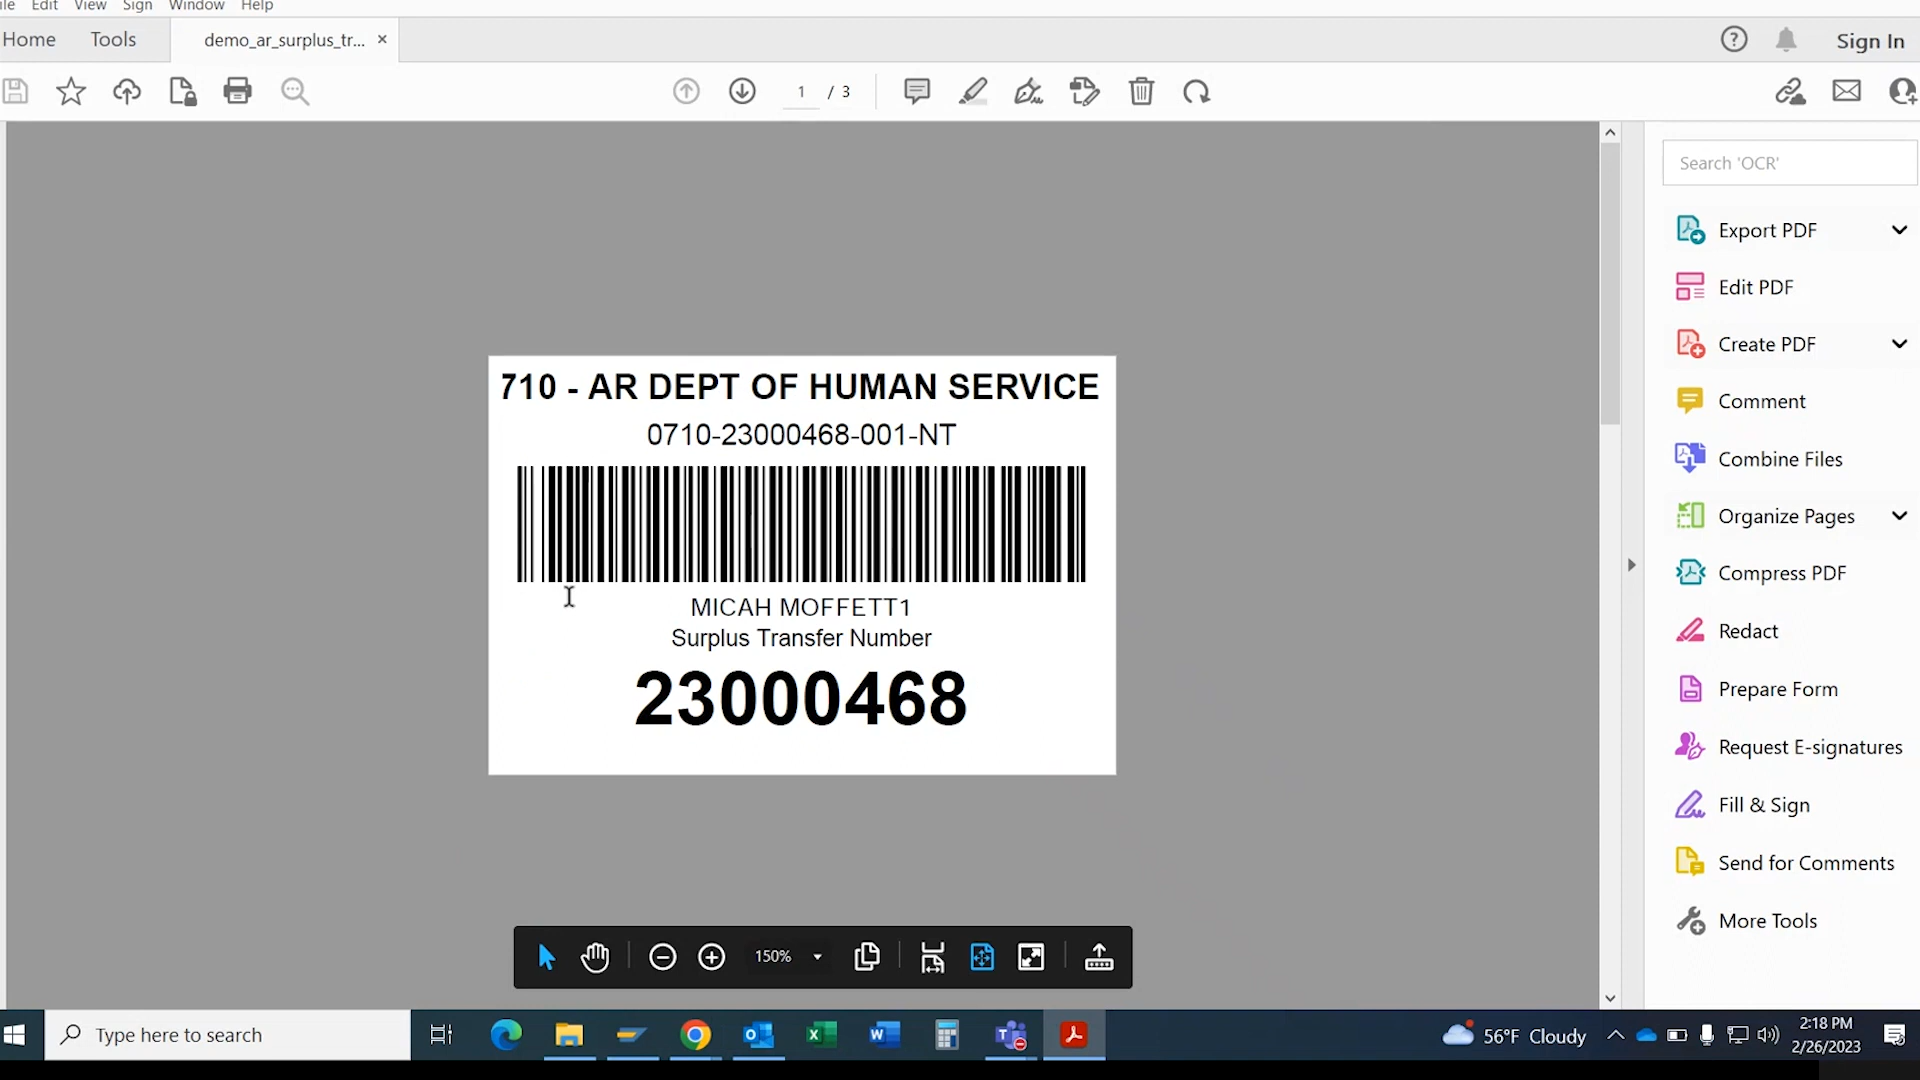 ile Edit View Sign Window Help
Home Tools demo_ar_surplus_tr... ×
Sign In
1 / 3
Search 'OCR'
Export PDF
Edit PDF
Create PDF
Comment
Combine Files
Organize Pages
Compress PDF
Redact
Prepare Form
Request E-signatures
Fill & Sign
Send for Comments
More Tools
710 - AR DEPT OF HUMAN SERVICE
0710-23000468-001-NT
MICAH MOFFETT1
Surplus Transfer Number
23000468
150%
Type here to search
56°F Cloudy
2:18 PM
2/26/2023